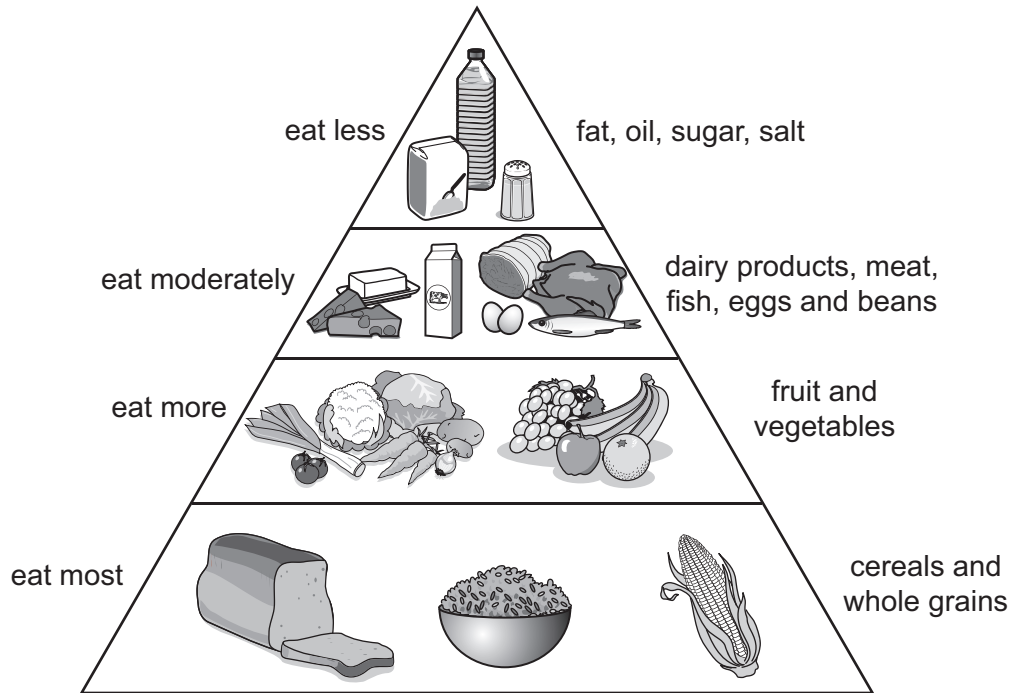 eat less
fat, oil, sugar, salt
eat moderately
dairy products, meat,
fish, eggs and beans
eat more
fruit and
vegetables
eat most
cereals and
whole grains